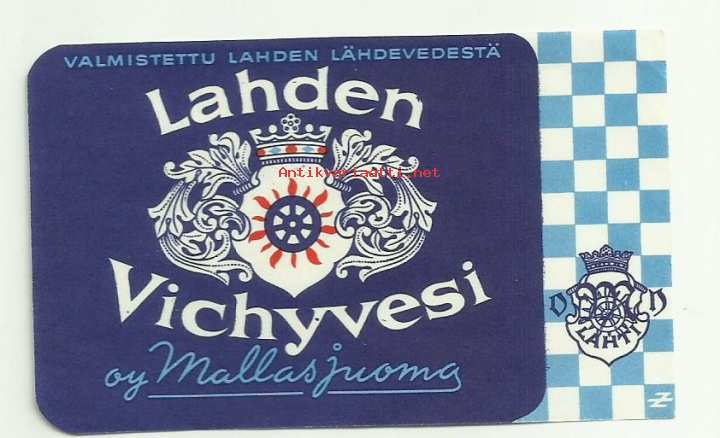 VALMISTETTU LAHDEN LÄHDEVEDESTÄ
Lahden
Antikvariaatti.net
Vichyvesi
oy Mallasjuoma
LAHTI